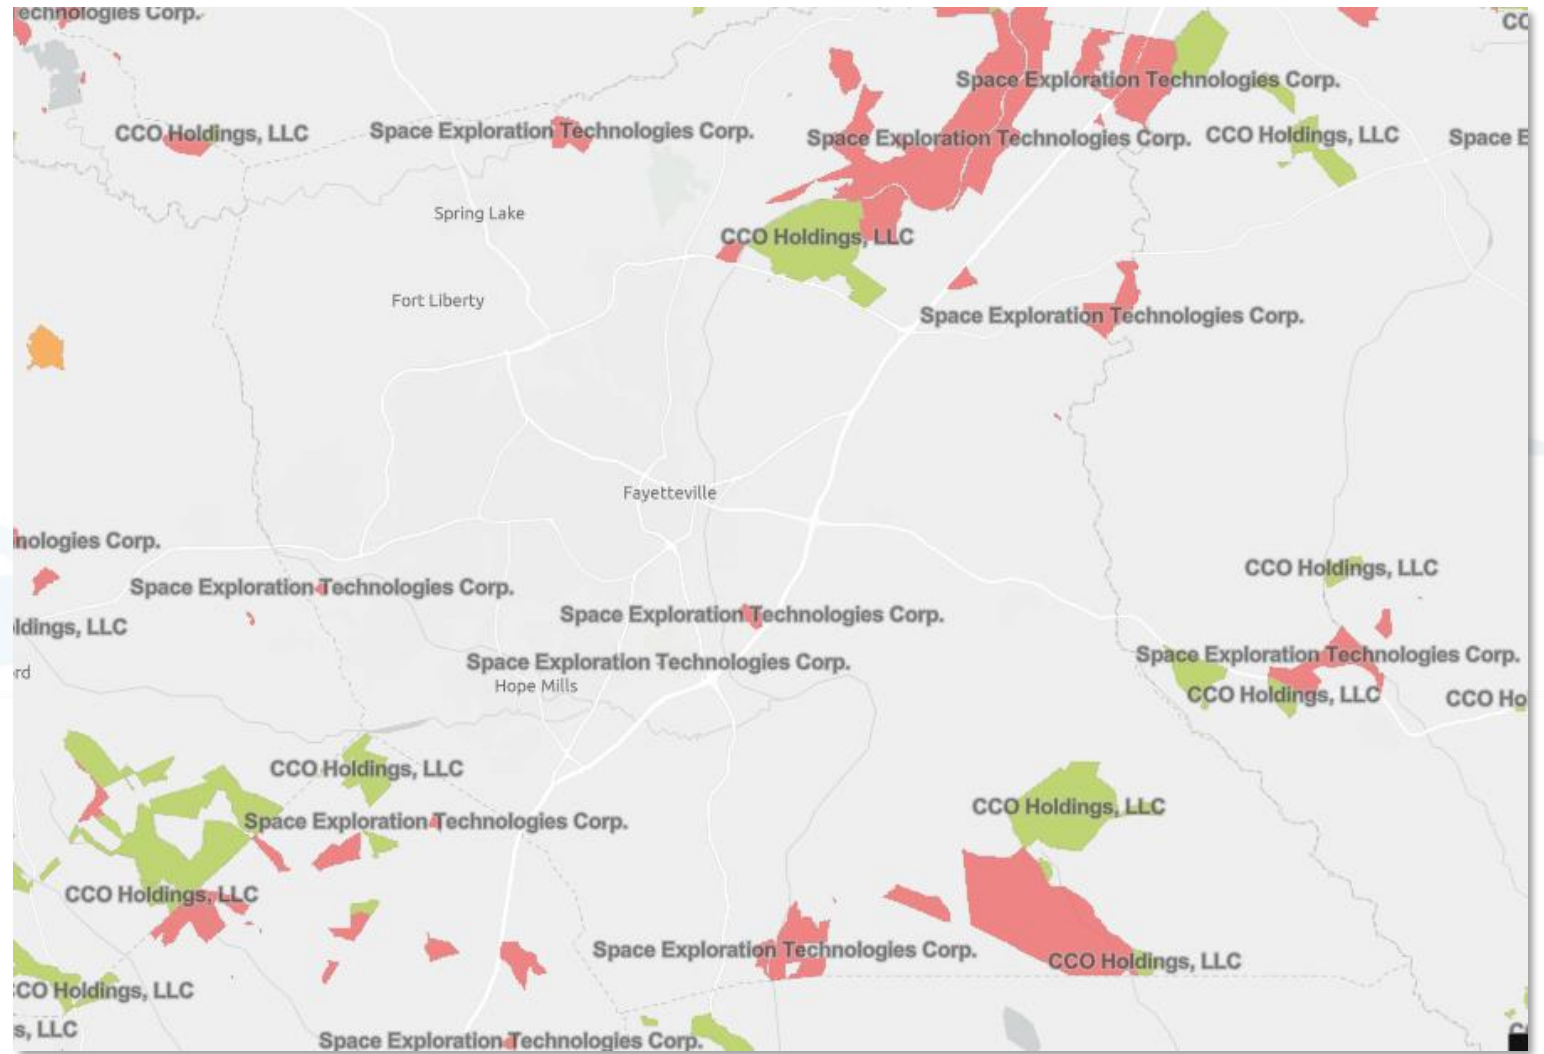 echnologies Corp.
CC
Space Exploration Technologies Corp.
CCO Holdings, LLC
Space Exploration Technologies Corp.
Space Exploration Technologies Corp.
CCO Holdings, LLC
Space E
Spring Lake
CCO Holdings, LLC
Fort Liberty
Space Exploration Technologies Corp.
Fayetteville
nologies Corp.
CCO Holdings, LLC
Space Exploration Technologies Corp.
Space Exploration Technologies Corp.
ldings, LLC
Space Exploration Technologies Corp.
Space Exploration Technologies Corp.
rd
Hope Mills
CCO Holdings, LLC
CCO Ho
CCO Holdings, LLC
CCO Holdings, LLC
Space Exploration Technologies Corp.
CCO Holdings, LLC
Space Exploration Technologies Corp.
CCO Holdings, LLC
CCO Holdings, LLC
s, LLC
Space Exploration Technologies Corp.